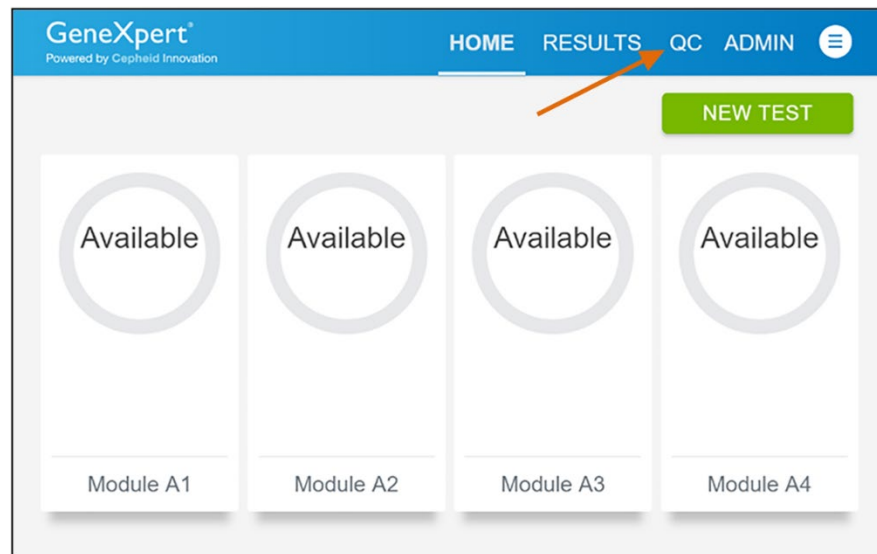 GeneXpert®
Powered by Cepheid Innovation
HOME RESULTS QC ADMIN
NEW TEST
Available Available Available Available
Module A1 Module A2 Module A3 Module A4